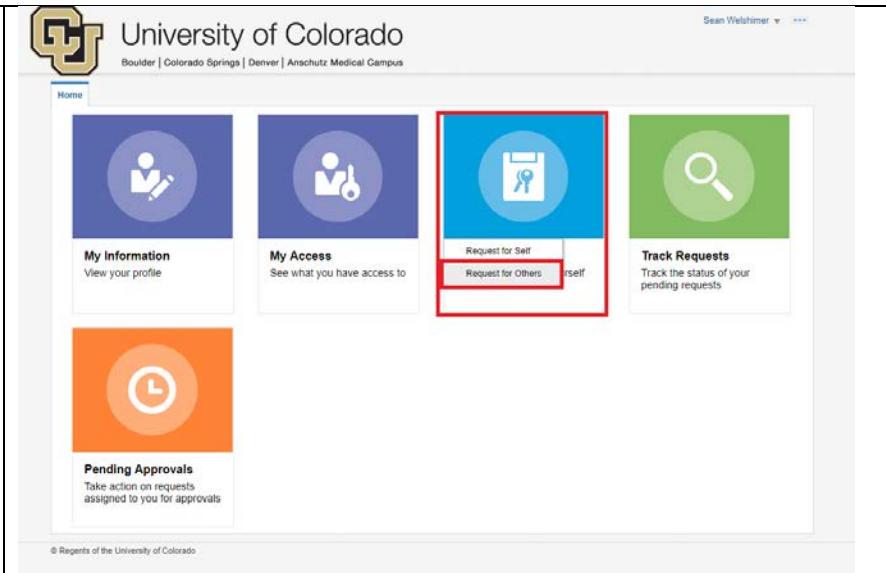 University of Colorado
Boulder | Colorado Springs | Denver | Anschutz Medical Campus
Sean Welshimer
Home
My Information
View your profile
My Access
See what you have access to
Request for Self
Request for Others
rself
Track Requests
Track the status of your
pending requests
Pending Approvals
Take action on requests
assigned to you for approvals
© Regents of the University of Colorado